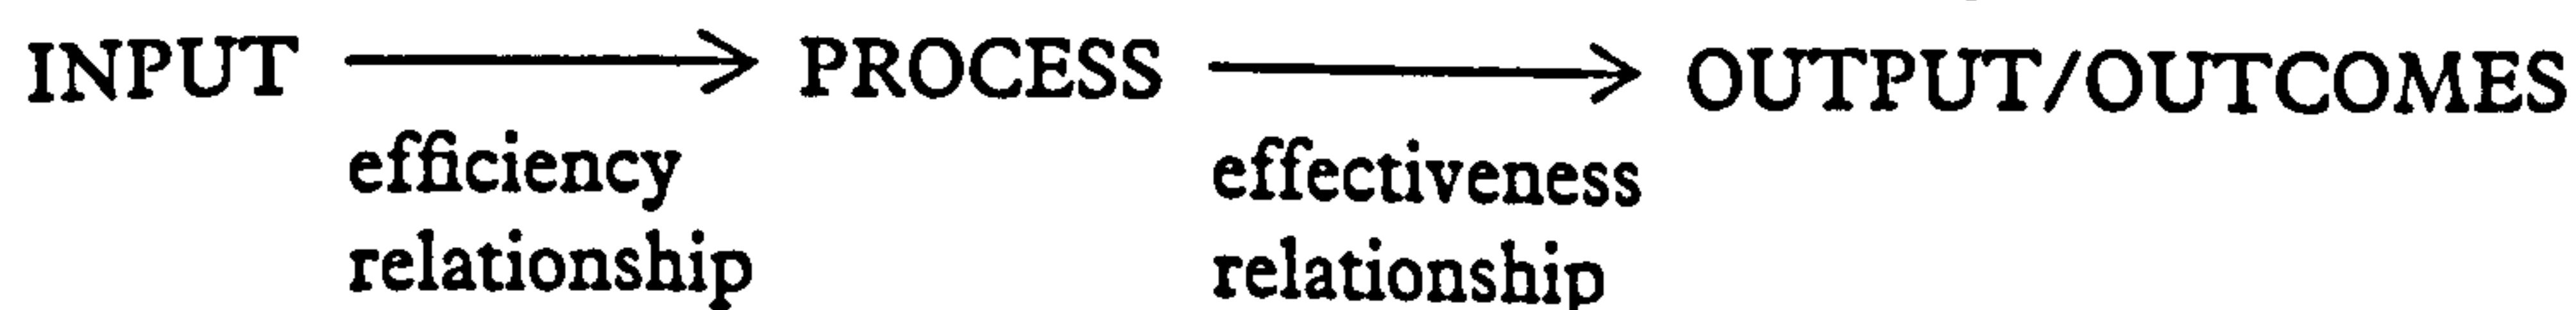 INPUT PROCESS OUTPUT/OUTCOMES
efficiency effectiveness
relationship relationship